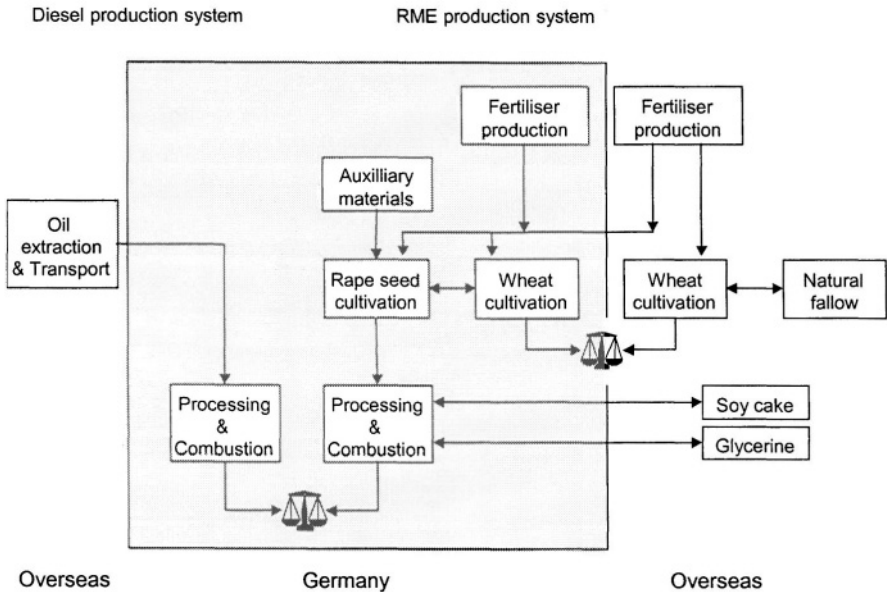 Diesel production system
RME production system
Fertiliser
production
Fertiliser
production
Auxilliary
materials
Oil
extraction
& Transport
Rape seed
cultivation
Wheat
cultivation
Wheat
cultivation
Natural
fallow
Processing
&
Combustion
Processing
&
Combustion
Soy cake
Glycerine
Overseas
Germany
Overseas